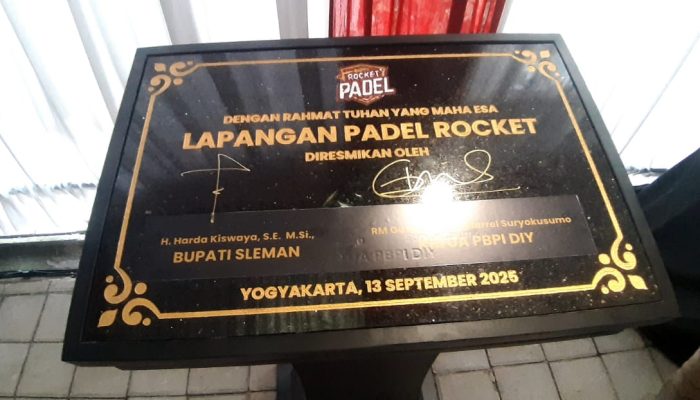 ROCKET
PADEL
DENGAN RAHMAT TUHAN YANG MAHA ESA
LAPANGAN PADEL ROCKET
DIRESMIKAN OLEH
H. Harda Kiswaya, S.E. M.Si.,
BUPATI SLEMAN
RM Suryokusumo
PBPI DIY
YOGYAKARTA, 13 SEPTEMBER 2025